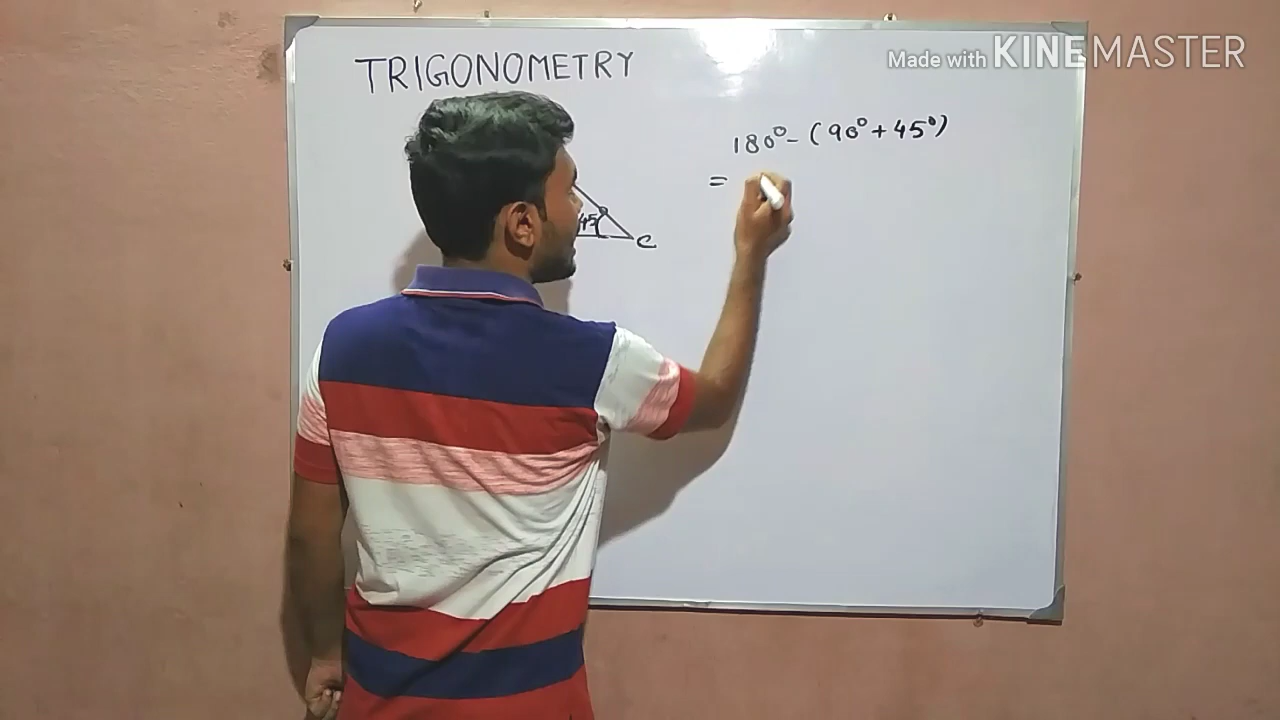 Made with KINEMASTER
TRIGONOMETRY
180° - (90° + 45°)
=
45°
C